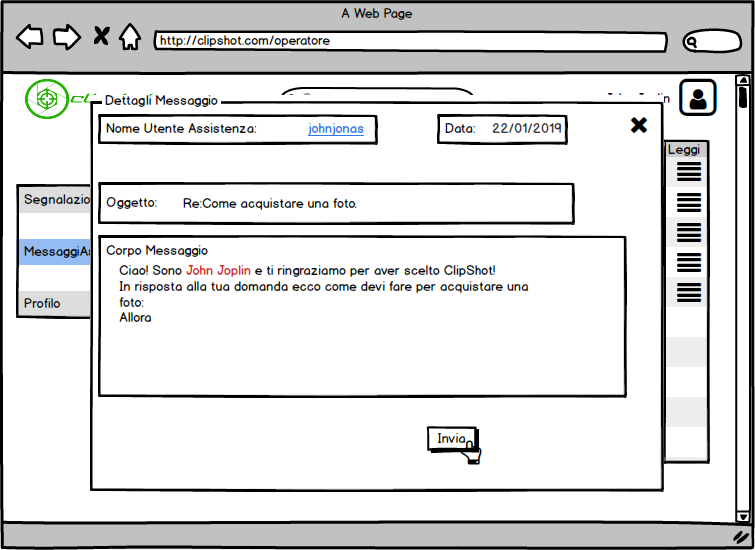 A Web Page
http://clipshot.com/operatore
Dettagli Messaggio
Nome Utente Assistenza: johnjonas
Data: 22/01/2019
Leggi
Segnalazio
Oggetto: Re:Come acquistare una foto.
MessaggiAs
Corpo Messaggio
Ciao! Sono John Joplin e ti ringraziamo per aver scelto ClipShot!
In risposta alla tua domanda ecco come devi fare per acquistare una
foto:
Allora
Profilo
Invia